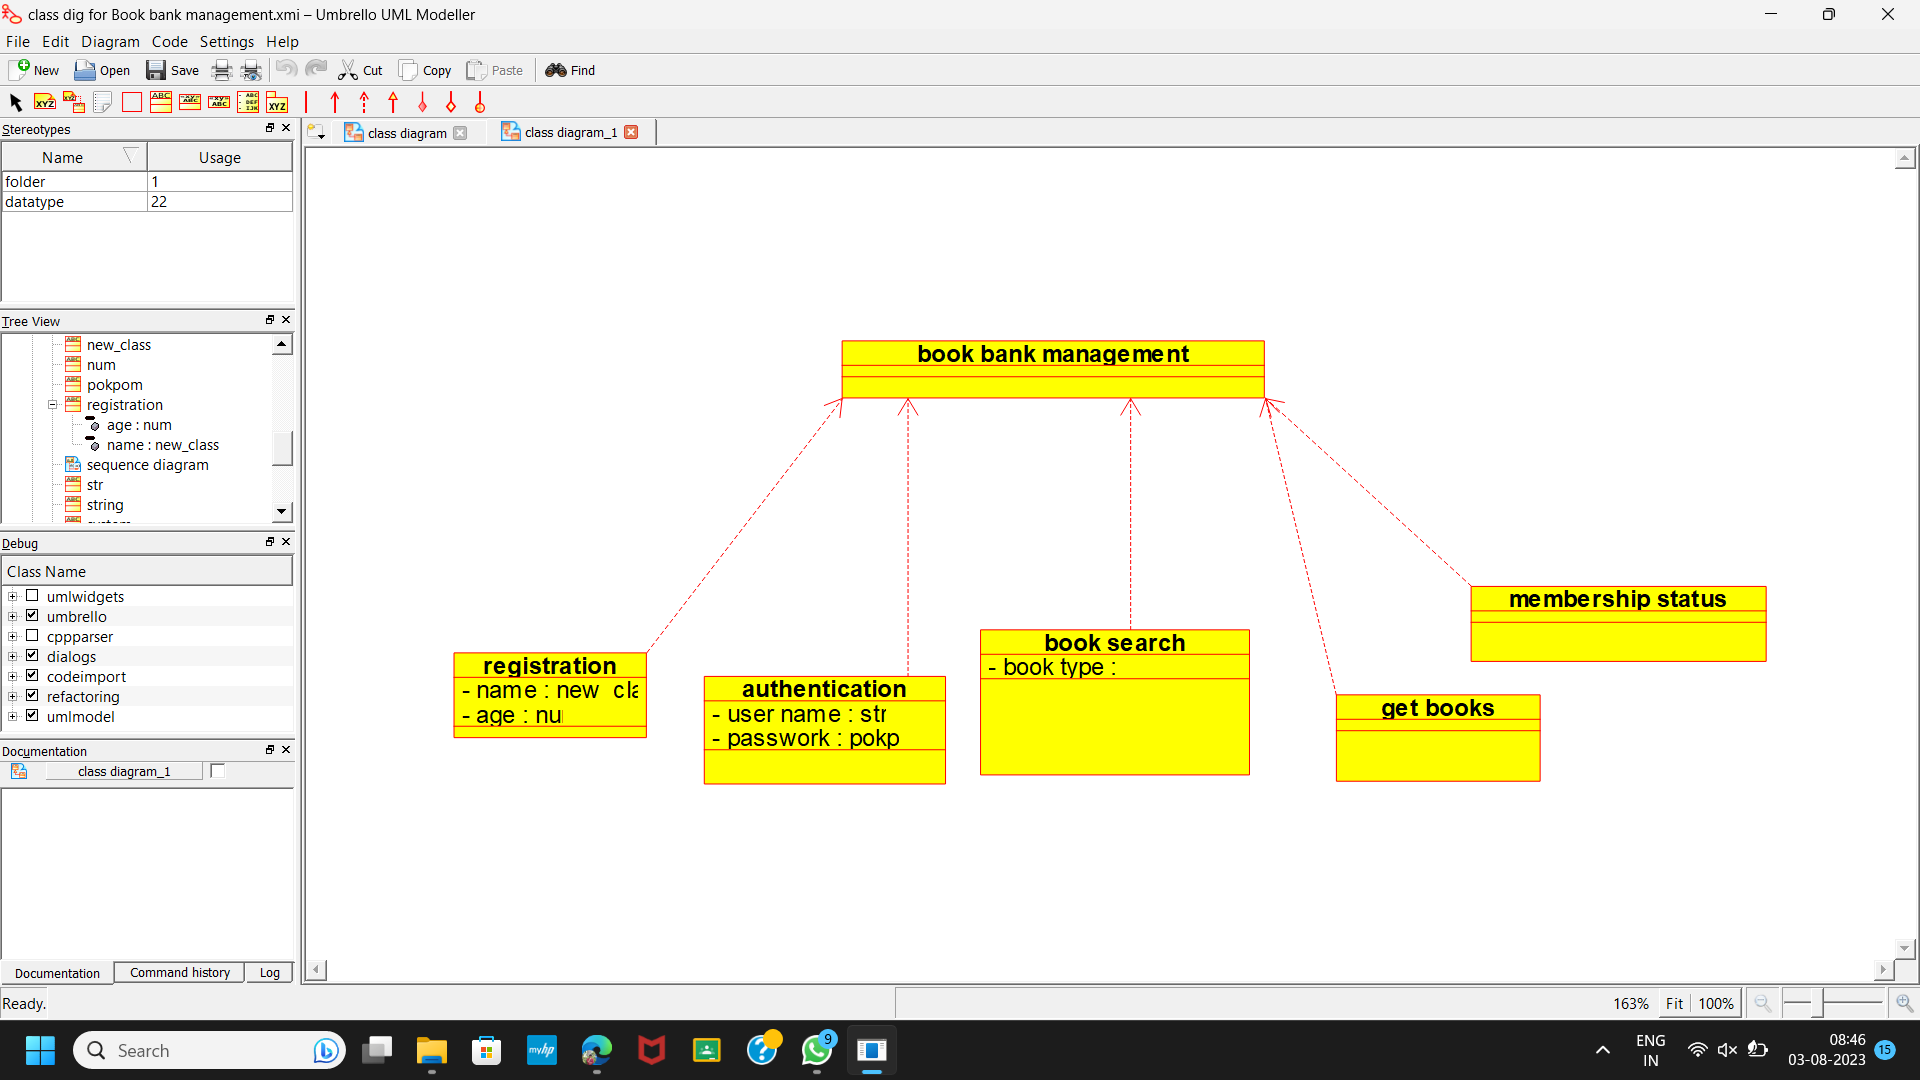 class dig for Book bank management.xmi – Umbrello UML Modeller
File Edit Diagram Code Settings Help
New Open Save Cut Copy Paste Find
Stereotypes
Name Usage
folder 1
datatype 22
Tree View
new_class
num
pokpom
registration
age : num
name : new_class
sequence diagram
str
string
Debug
Class Name
umlwidgets
umbrello
cppparser
dialogs
codeimport
refactoring
umlmodel
Documentation
class diagram_1
Documentation Command history Log
Ready.
class diagram class diagram_1
book bank management
registration
- name : new_cla
- age : nu
authentication
- user name : str
- passwork : pokp
book search
- book type :
get books
membership status
163% Fit 100%
Search
myhp
9
ENG
IN
08:46
03-08-2023
15